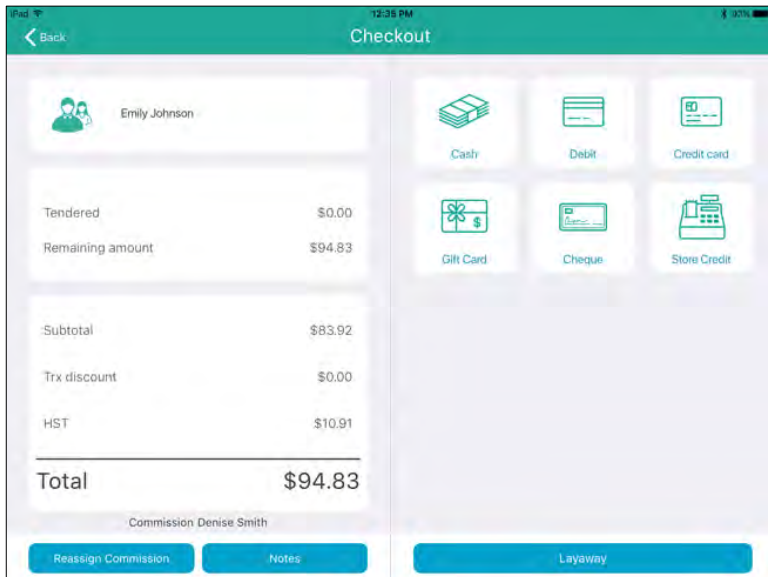 iPad 12:35 PM 93%
Back Checkout
Emily Johnson
Tendered $0.00
Remaining amount $94.83
Subtotal $83.92
Trx discount $0.00
HST $10.91
Total $94.83
Commission Denise Smith
Reassign Commission Notes
Cash Debit Credit card
Gift Card Cheque Store Credit
Layaway